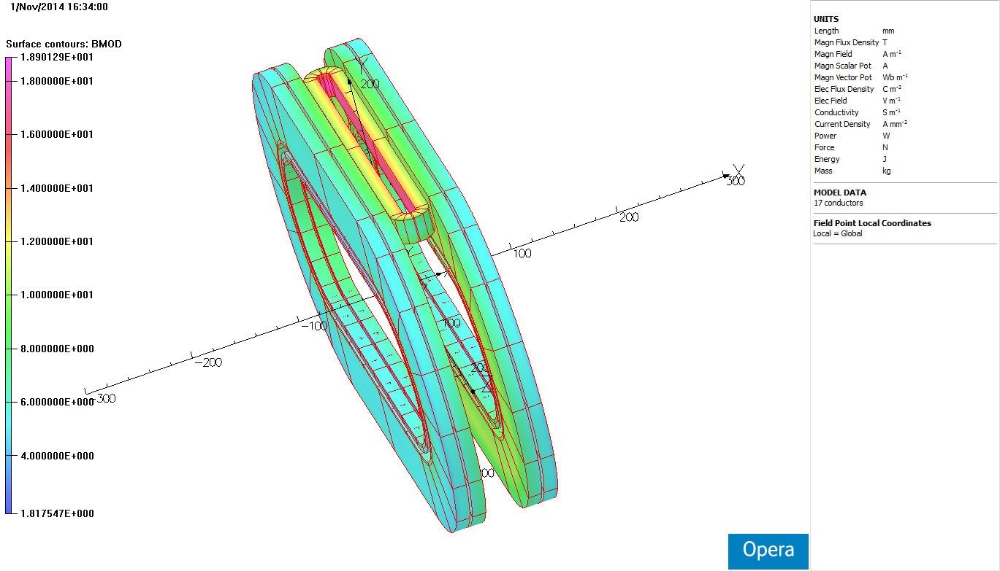 1/Nov/2014 16:34:00
Surface contours: BMOD
1.890129E+001
1.800000E+001
1.600000E+001
1.400000E+001
1.200000E+001
1.000000E+001
8.000000E+000
6.000000E+000
4.000000E+000
1.817547E+000
Y
200
X
300
200
100
Y
-100
100
-200
200
Z
300
00
UNITS
Length mm
Magn Flux Density T
Magn Field A m-1
Magn Scalar Pot A
Magn Vector Pot Wb m-1
Elec Flux Density C m-2
Elec Field V m-1
Conductivity S m-1
Current Density A mm-2
Power W
Force N
Energy J
Mass kg
MODEL DATA
17 conductors
Field Point Local Coordinates
Local = Global
Opera